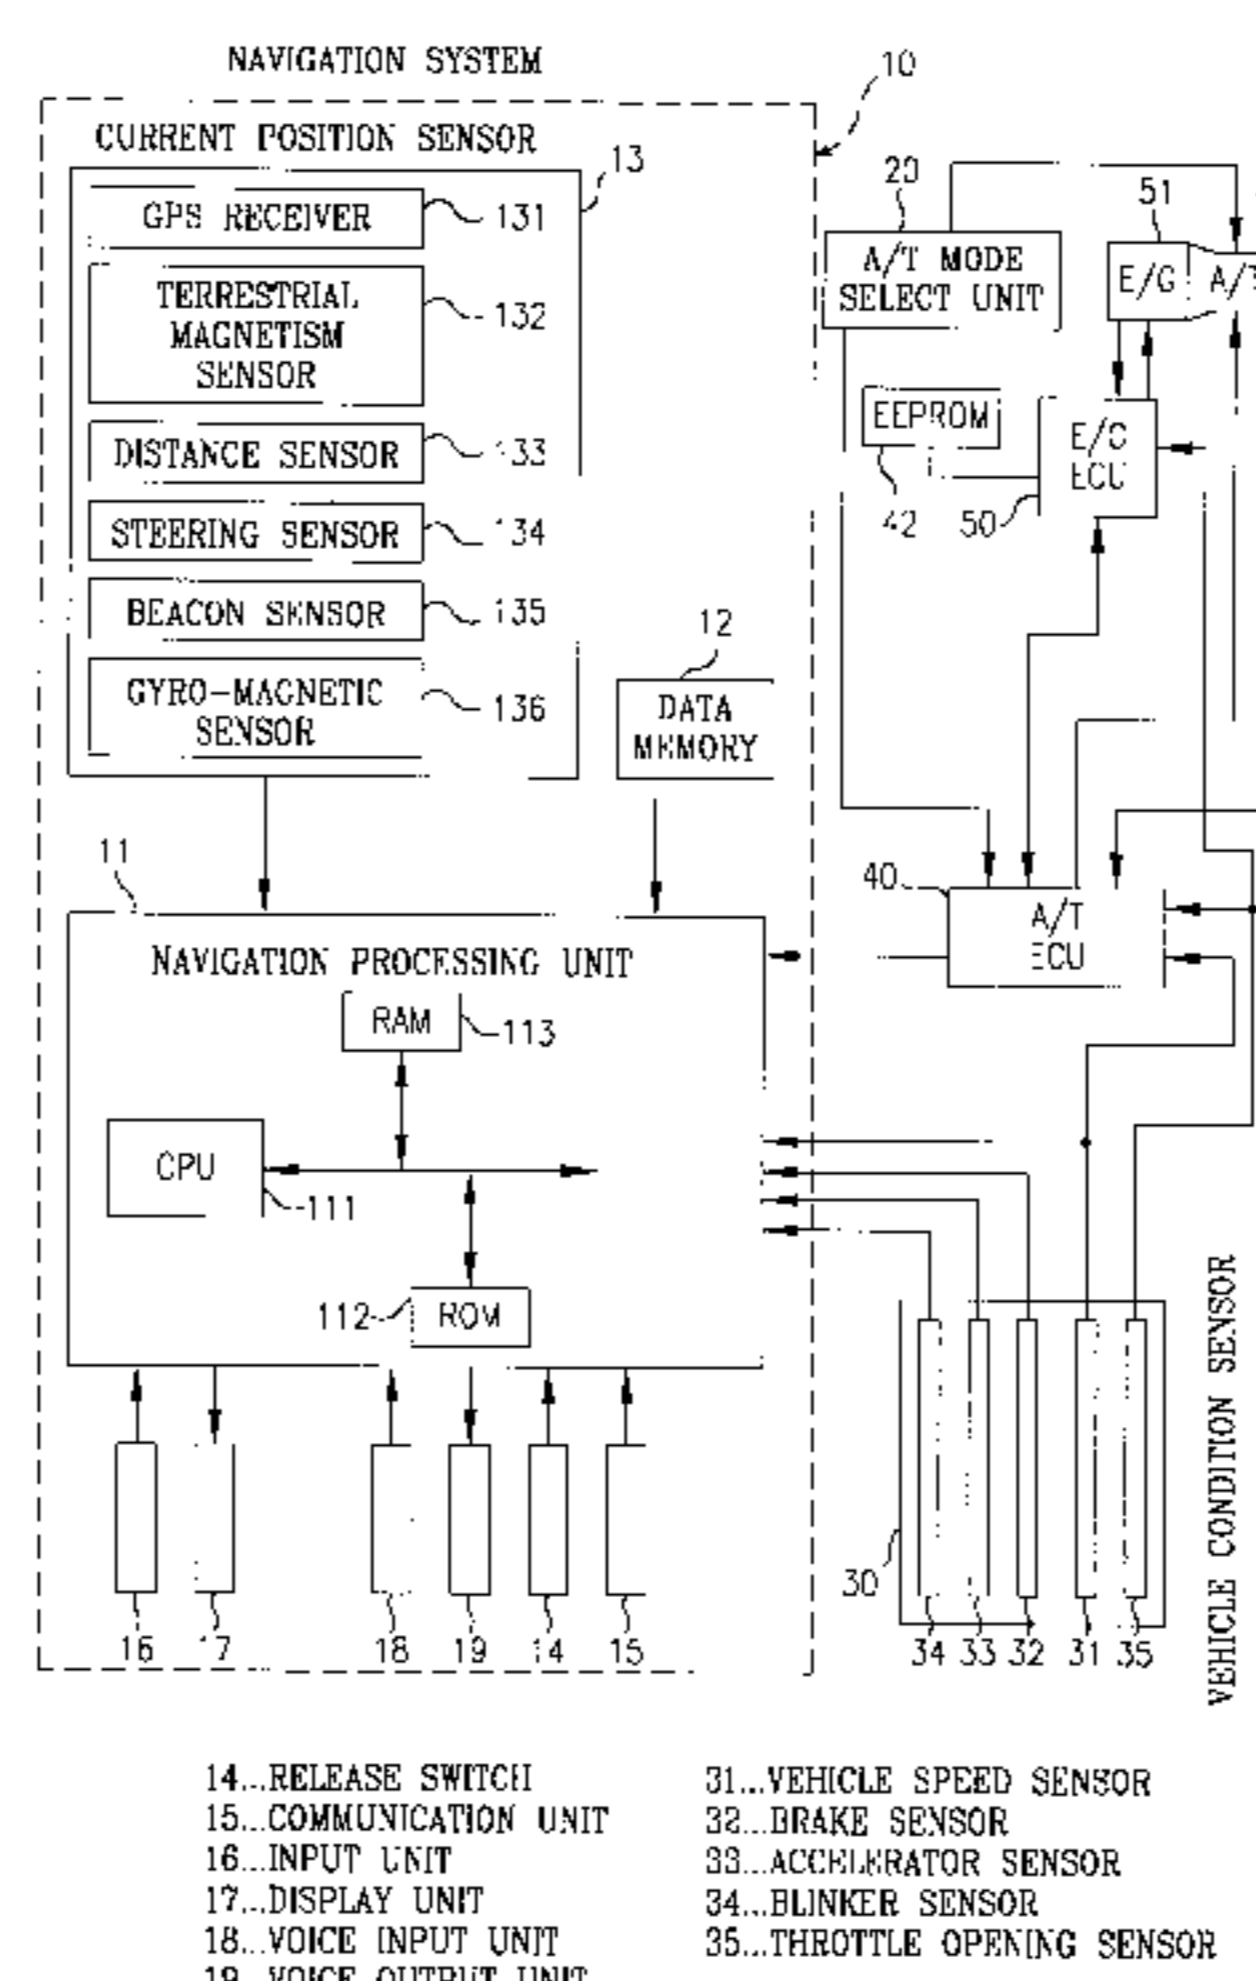 NAVIGATION SYSTEM
10
CURRENT POSITION SENSOR
13
GPS RECEIVER
131
TERRESTRIAL
MAGNETISM
SENSOR
132
DISTANCE SENSOR
133
STEERING SENSOR
134
BEACON SENSOR
135
GYRO-MAGNETIC
SENSOR
136
12
DATA
MEMORY
20
A/T MODE
SELECT UNIT
51
E/G
A/T
EEPROM
42
E/G
ECU
50
11
NAVIGATION PROCESSING UNIT
40
A/T
ECU
RAM
113
CPU
111
112
ROM
16
17
18
19
14
15
30
34
33
32
31
35
VEHICLE CONDITION SENSOR
14...RELEASE SWITCH
15...COMMUNICATION UNIT
16...INPUT UNIT
17...DISPLAY UNIT
18...VOICE INPUT UNIT
19...VOICE OUTPUT UNIT
31...VEHICLE SPEED SENSOR
32...BRAKE SENSOR
33...ACCELERATOR SENSOR
34...BLINKER SENSOR
35...THROTTLE OPENING SENSOR